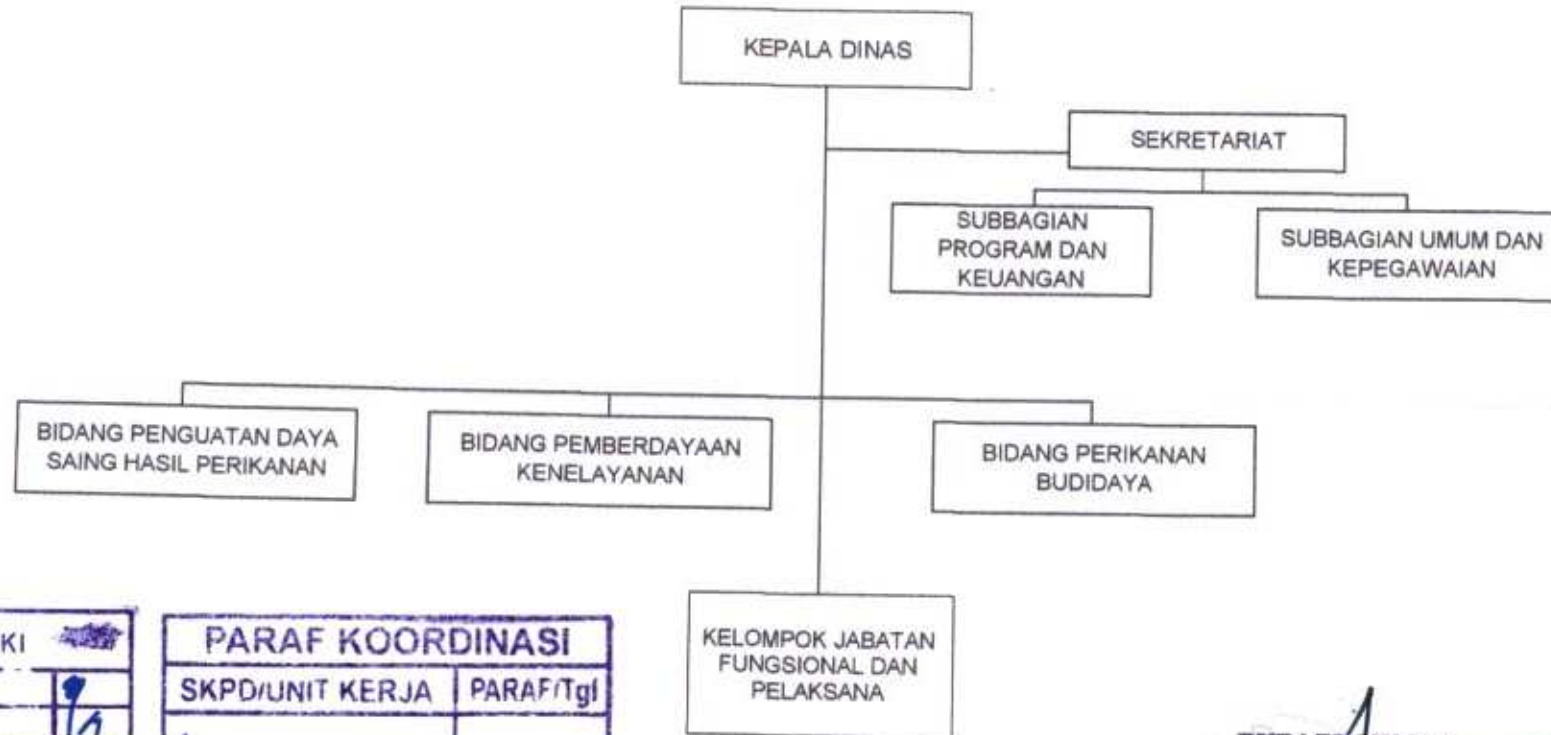 KEPALA DINAS
SEKRETARIAT
SUBBAGIAN
PROGRAM DAN
KEUANGAN
SUBBAGIAN UMUM DAN
KEPEGAWAIAN
BIDANG PENGUATAN DAYA
SAING HASIL PERIKANAN
BIDANG PEMBERDAYAAN
KENELAYANAN
BIDANG PERIKANAN
BUDIDAYA
KELOMPOK JABATAN
FUNGSIONAL DAN
PELAKSANA
KI
PARAF KOORDINASI
SKPD/UNIT KERJA PARAF/Tgl